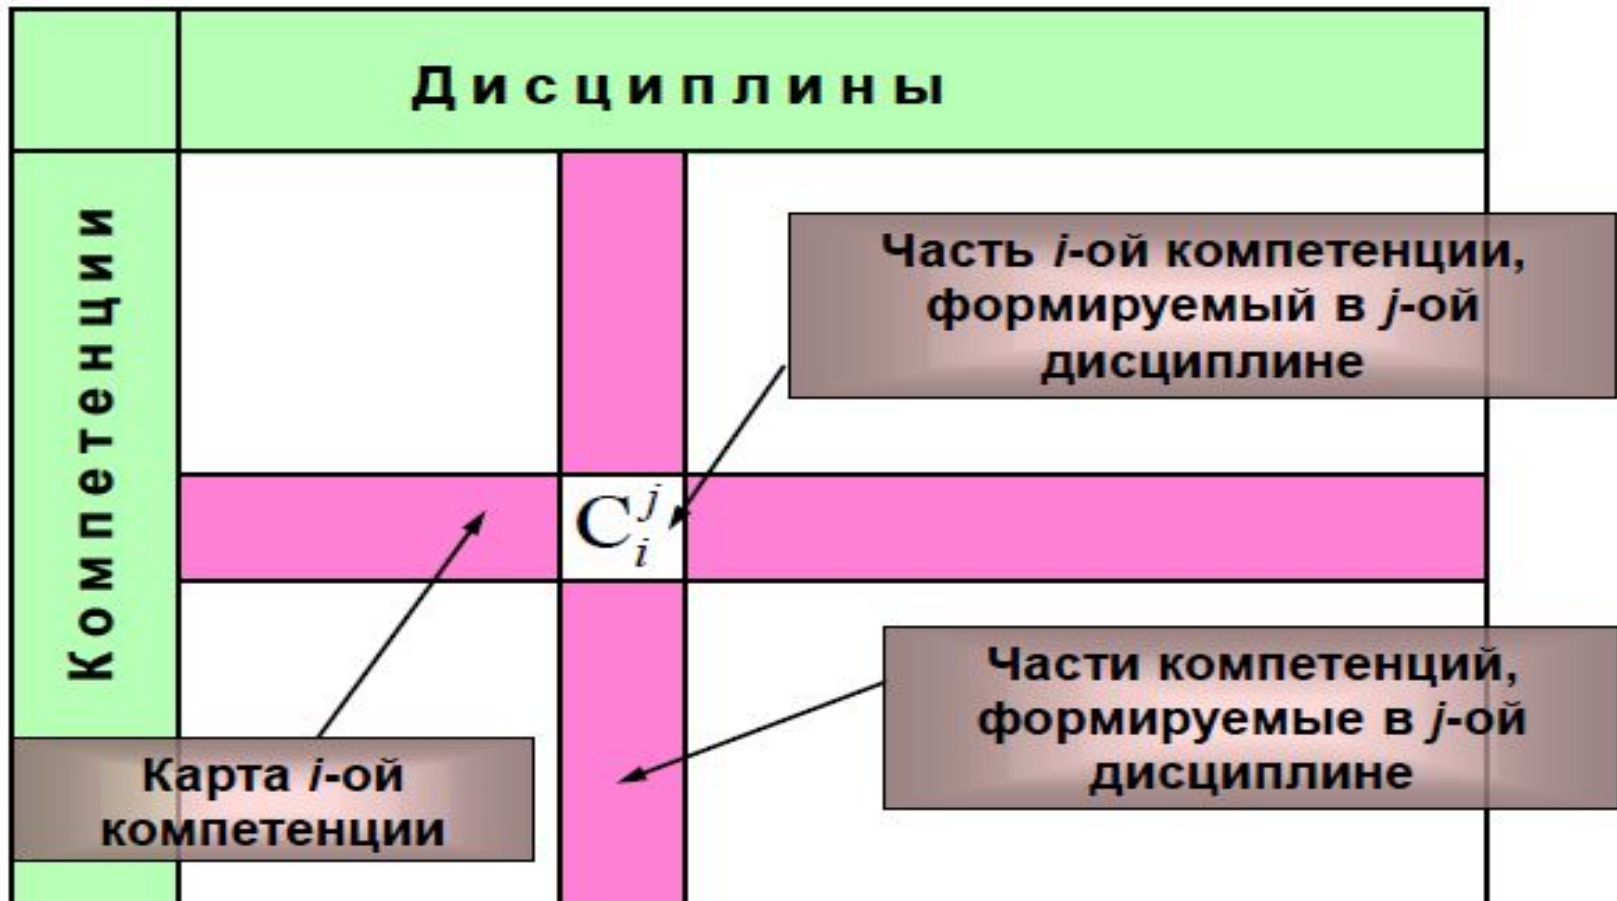 Дисциплины
Компетенции
Часть i-ой компетенции,
формируемый в j-ой
дисциплине
C_i^j
Части компетенций,
формируемые в j-ой
дисциплине
Карта i-ой
компетенции